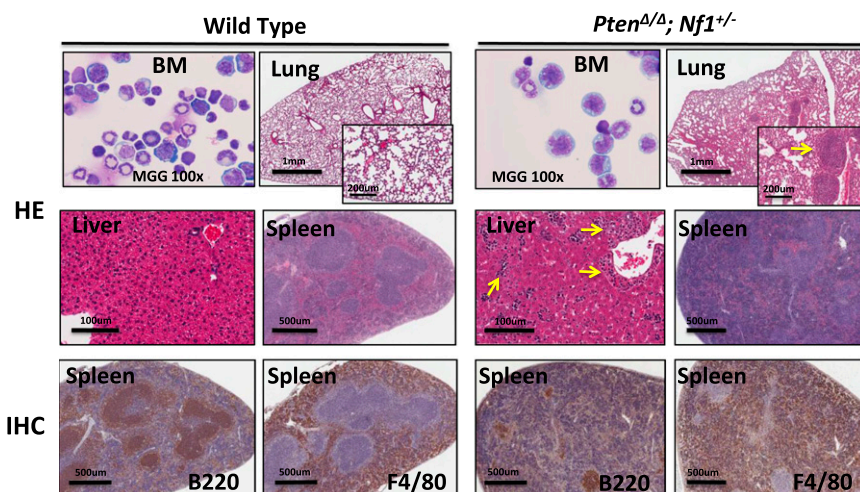 Wild Type
Pten^Δ/Δ; Nf1^+/-
HE
BM
MGG 100x
Lung
1mm
200um
BM
MGG 100x
Lung
1mm
200um
Liver
100um
Spleen
500um
Liver
100um
Spleen
500um
IHC
Spleen
500um
B220
Spleen
500um
F4/80
Spleen
500um
B220
Spleen
500um
F4/80